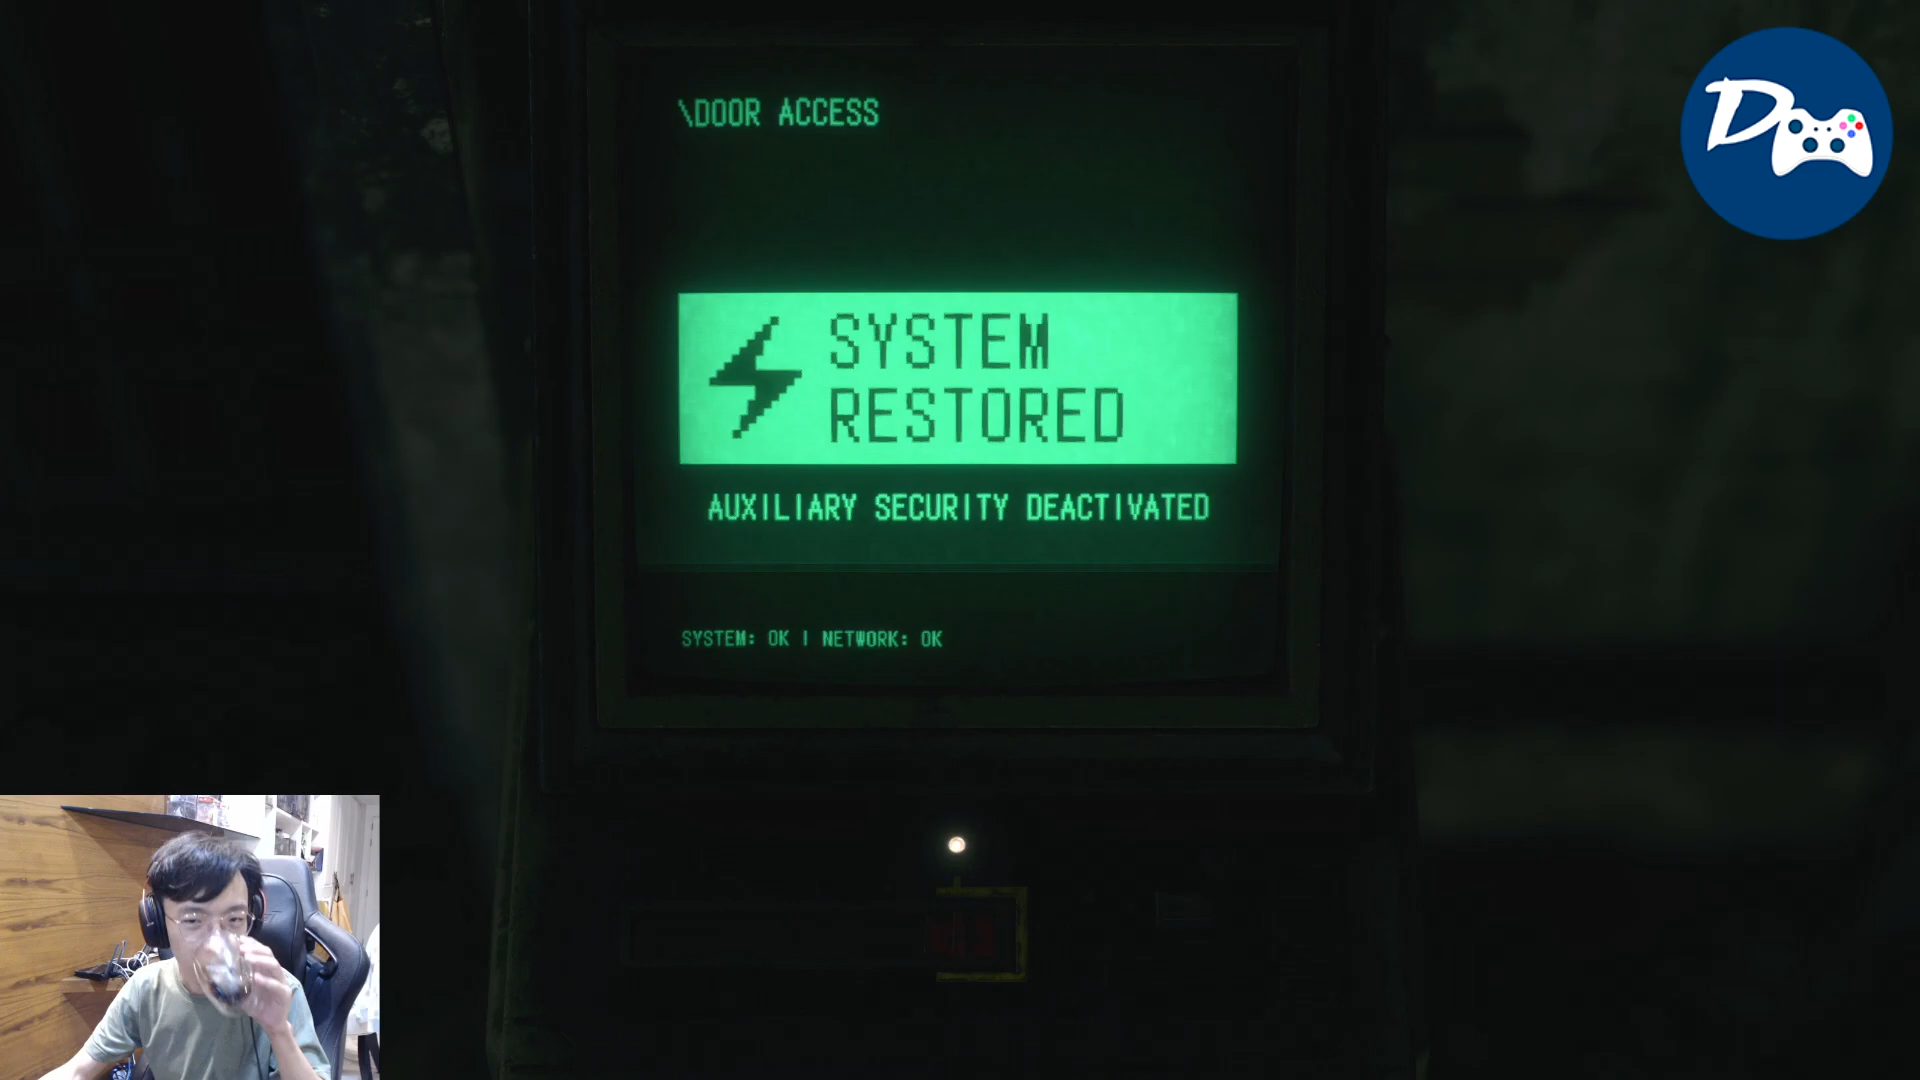 \DOOR ACCESS
SYSTEM
RESTORED
AUXILIARY SECURITY DEACTIVATED
SYSTEM: OK | NETWORK: OK
D